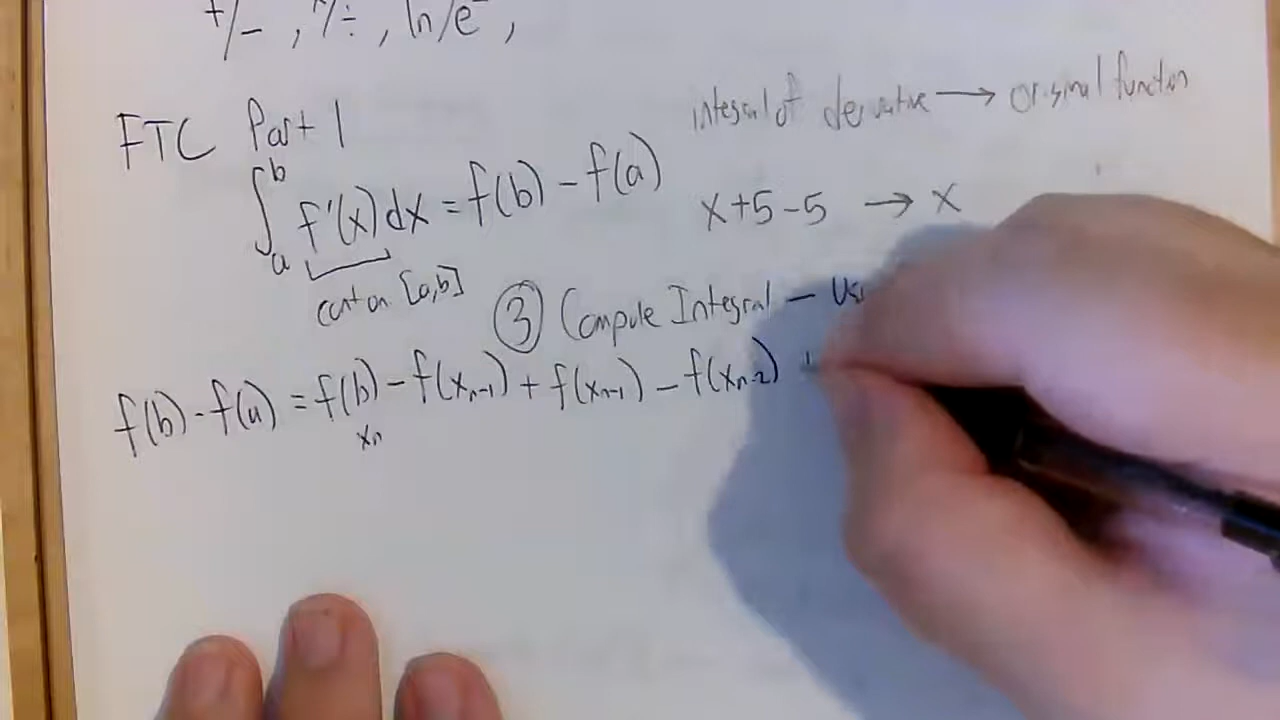 +/- , ×/÷ , ln/e^- ,
FTC Part 1
integral of derivative → original function
∫_a^b f'(x) dx = f(b) - f(a)
x+5-5 → x
cont on [a,b]
③ Compute Integral —
f(b) - f(a) = f(b) - f(x_{n-1}) + f(x_{n-1}) - f(x_{n-2}) +
x_n